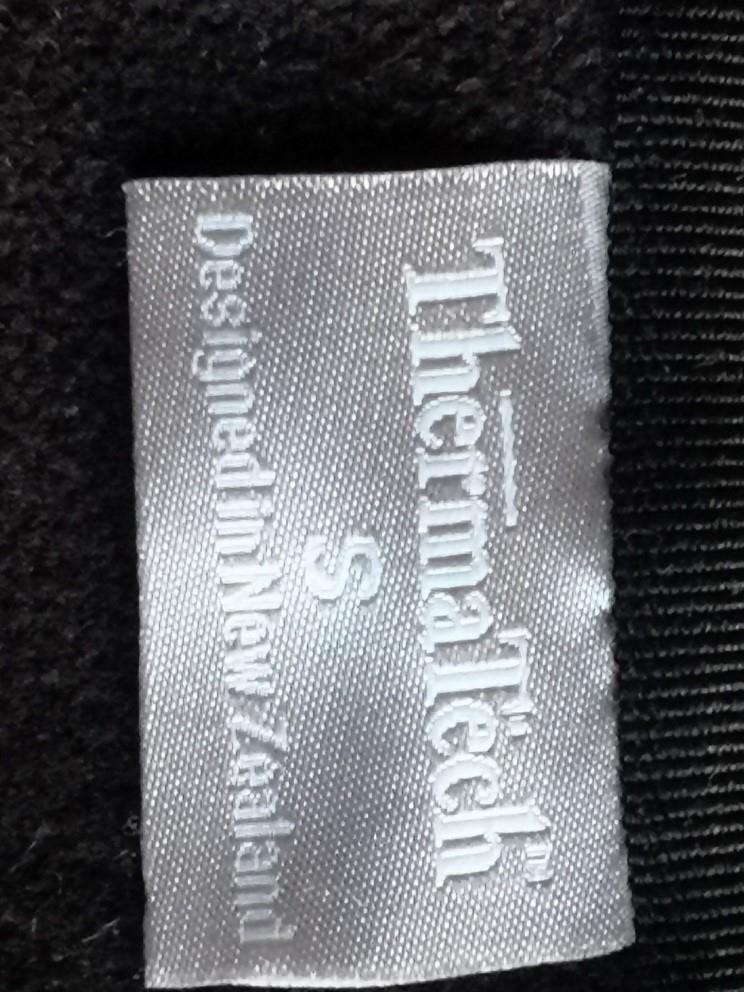 ThermaTech™
S
Designed In New Zealand